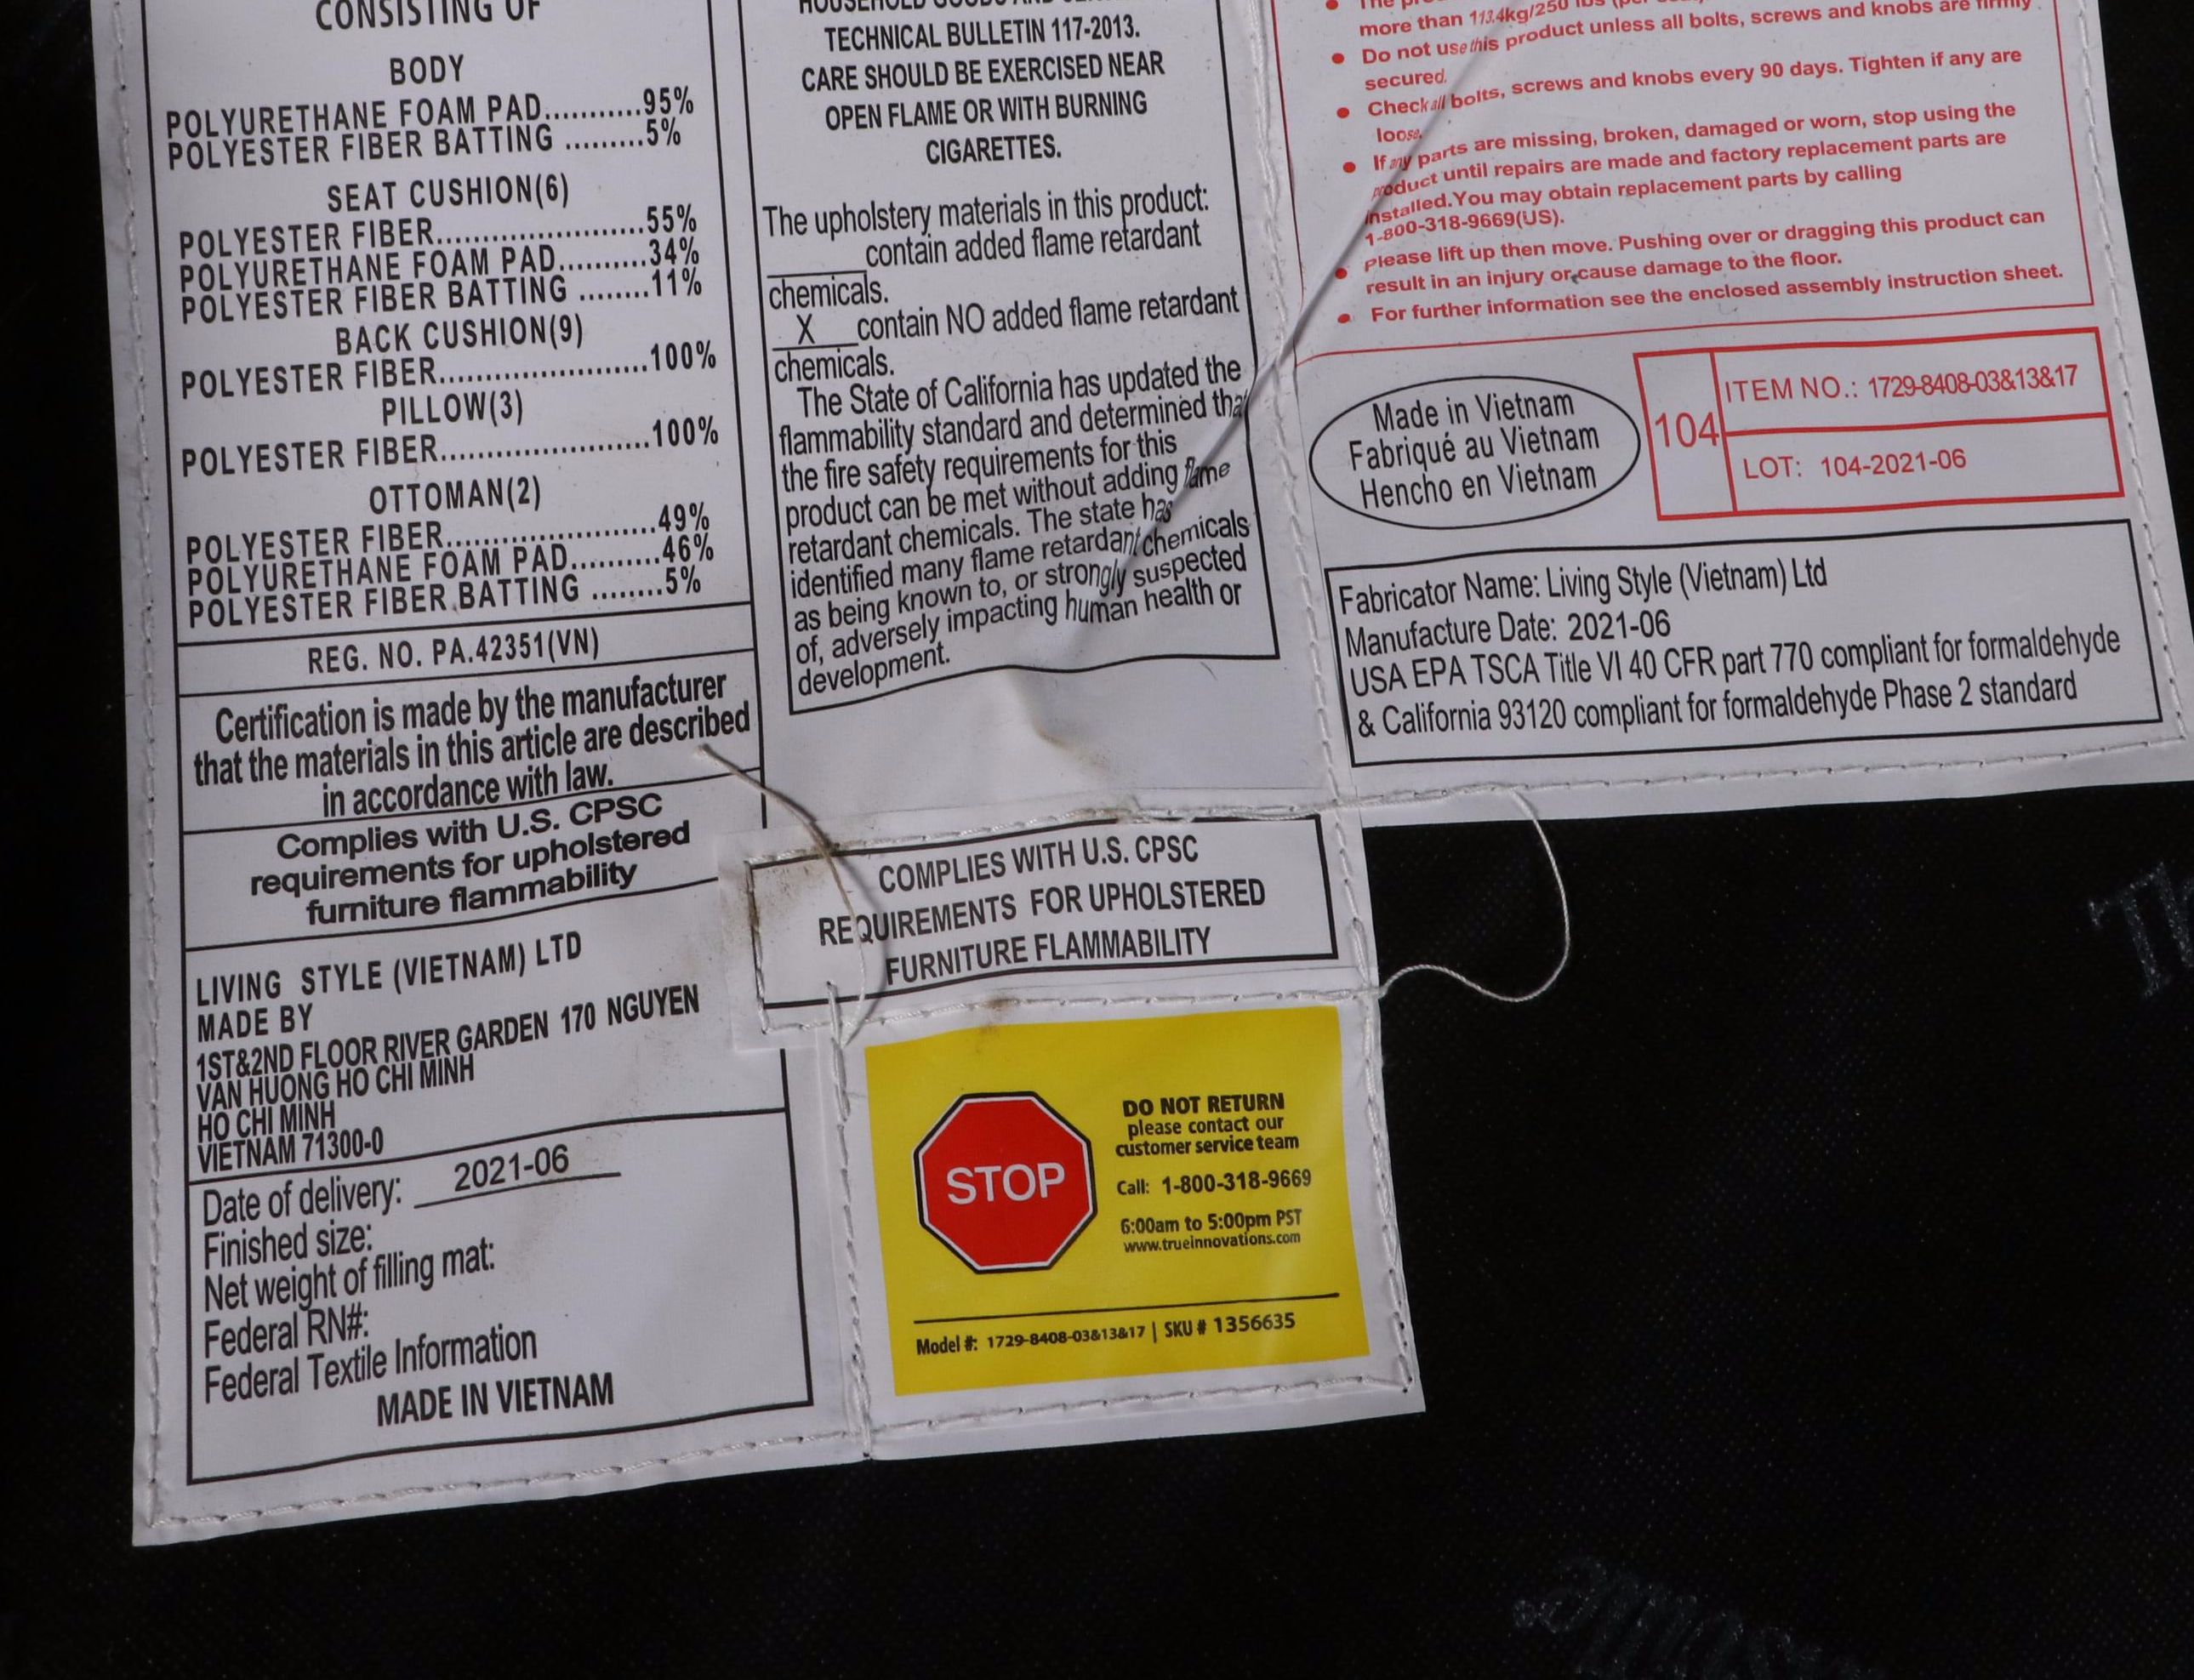 CONSISTING OF
BODY
POLYURETHANE FOAM PAD..........95%
POLYESTER FIBER BATTING .........5%
SEAT CUSHION(6)
POLYESTER FIBER......................55%
POLYURETHANE FOAM PAD..........34%
POLYESTER FIBER BATTING ........11%
BACK CUSHION(9)
POLYESTER FIBER......................100%
PILLOW(3)
POLYESTER FIBER......................100%
OTTOMAN(2)
POLYESTER FIBER......................49%
POLYURETHANE FOAM PAD..........46%
POLYESTER FIBER BATTING ........5%
REG. NO. PA.42351(VN)
Certification is made by the manufacturer
that the materials in this article are described
in accordance with law.
Complies with U.S. CPSC
requirements for upholstered
furniture flammability
LIVING STYLE (VIETNAM) LTD
MADE BY
1ST&2ND FLOOR RIVER GARDEN 170 NGUYEN
VAN HUONG HO CHI MINH
HO CHI MINH
VIETNAM 71300-0
Date of delivery: 2021-06
Finished size:
Net weight of filling mat:
Federal RN#:
Federal Textile Information
MADE IN VIETNAM
HOUSEHOLD GOODS AND
TECHNICAL BULLETIN 117-2013.
CARE SHOULD BE EXERCISED NEAR
OPEN FLAME OR WITH BURNING
CIGARETTES.
The upholstery materials in this product:
______contain added flame retardant
chemicals.
__X__contain NO added flame retardant
chemicals.
The State of California has updated the
flammability standard and determined that
the fire safety requirements for this
product can be met without adding flame
retardant chemicals. The state has
identified many flame retardant chemicals
as being known to, or strongly suspected
of, adversely impacting human health or
development.
COMPLIES WITH U.S. CPSC
REQUIREMENTS FOR UPHOLSTERED
FURNITURE FLAMMABILITY
STOP
DO NOT RETURN
please contact our
customer service team
Call: 1-800-318-9669
6:00am to 5:00pm PST
www.trueinnovations.com
Model #: 1729-8408-03&13&17 | SKU # 1356635
more than 113.4kg/250 lbs
• Do not use this product unless all bolts, screws and knobs are firmly
secured.
• Check all bolts, screws and knobs every 90 days. Tighten if any are
loose.
• If any parts are missing, broken, damaged or worn, stop using the
product until repairs are made and factory replacement parts are
installed.You may obtain replacement parts by calling
1-800-318-9669(US).
• Please lift up then move. Pushing over or dragging this product can
result in an injury or cause damage to the floor.
• For further information see the enclosed assembly instruction sheet.
Made in Vietnam
Fabriqué au Vietnam
Hencho en Vietnam
104
ITEM NO.: 1729-8408-03&13&17
LOT: 104-2021-06
Fabricator Name: Living Style (Vietnam) Ltd
Manufacture Date: 2021-06
USA EPA TSCA Title VI 40 CFR part 770 compliant for formaldehyde
& California 93120 compliant for formaldehyde Phase 2 standard